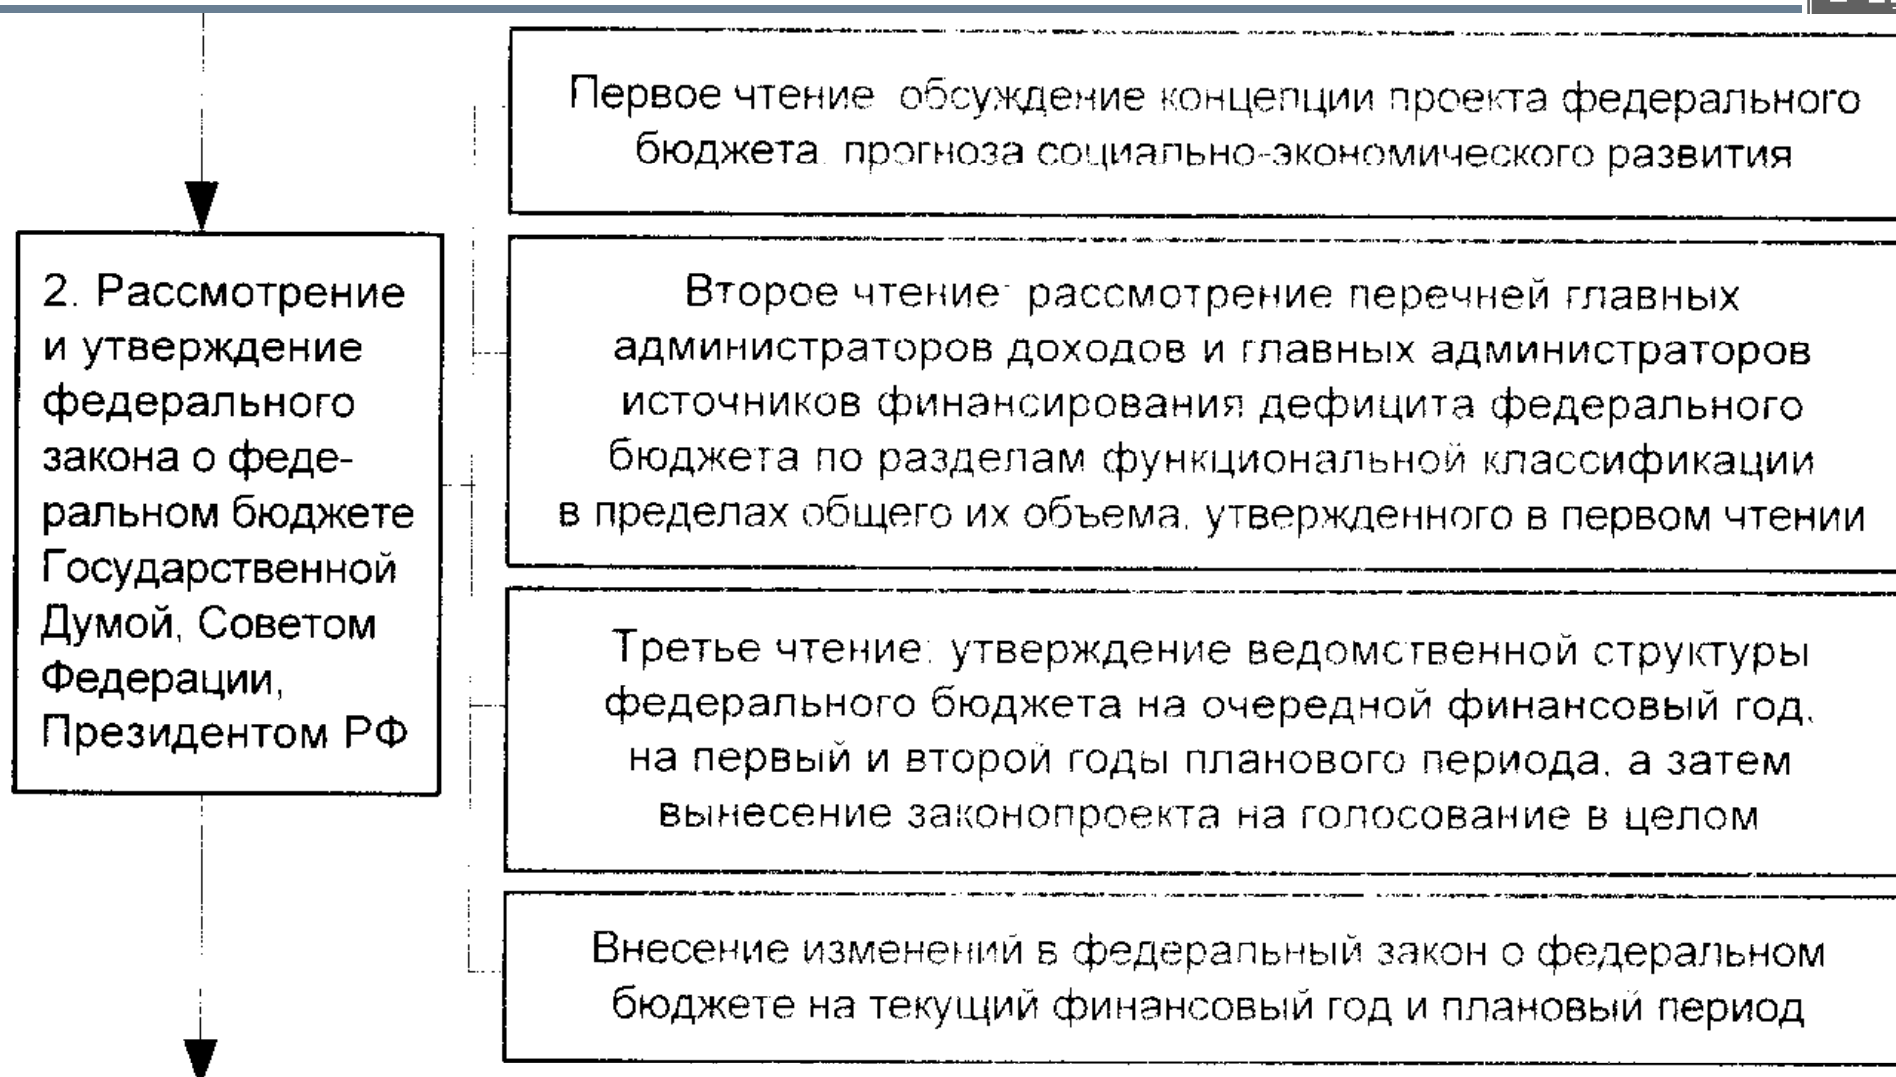 2. Рассмотрение
и утверждение
федерального
закона о феде-
ральном бюджете
Государственной
Думой, Советом
Федерации,
Президентом РФ
Первое чтение обсуждение концепции проекта федерального
бюджета, прогноза социально-экономического развития
Второе чтение: рассмотрение перечней главных
администраторов доходов и главных администраторов
источников финансирования дефицита федерального
бюджета по разделам функциональной классификации
в пределах общего их объема, утвержденного в первом чтении
Третье чтение: утверждение ведомственной структуры
федерального бюджета на очередной финансовый год,
на первый и второй годы планового периода, а затем
вынесение законопроекта на голосование в целом
Внесение изменений в федеральный закон о федеральном
бюджете на текущий финансовый год и плановый период